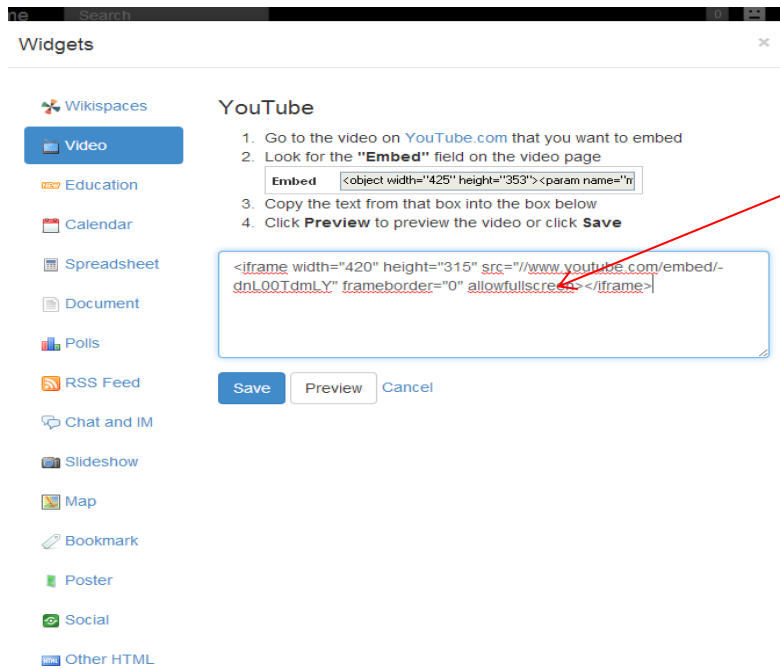 me Search 0
Widgets ×
Wikispaces
Video
Education
Calendar
Spreadsheet
Document
Polls
RSS Feed
Chat and IM
Slideshow
Map
Bookmark
Poster
Social
Other HTML
YouTube
1. Go to the video on YouTube.com that you want to embed
2. Look for the "Embed" field on the video page
Embed <object width="425" height="353"><param name="m
3. Copy the text from that box into the box below
4. Click Preview to preview the video or click Save
<iframe width="420" height="315" src="//www.youtube.com/embed/-
dnL00TdmLY" frameborder="0" allowfullscreen></iframe>
Save Preview Cancel